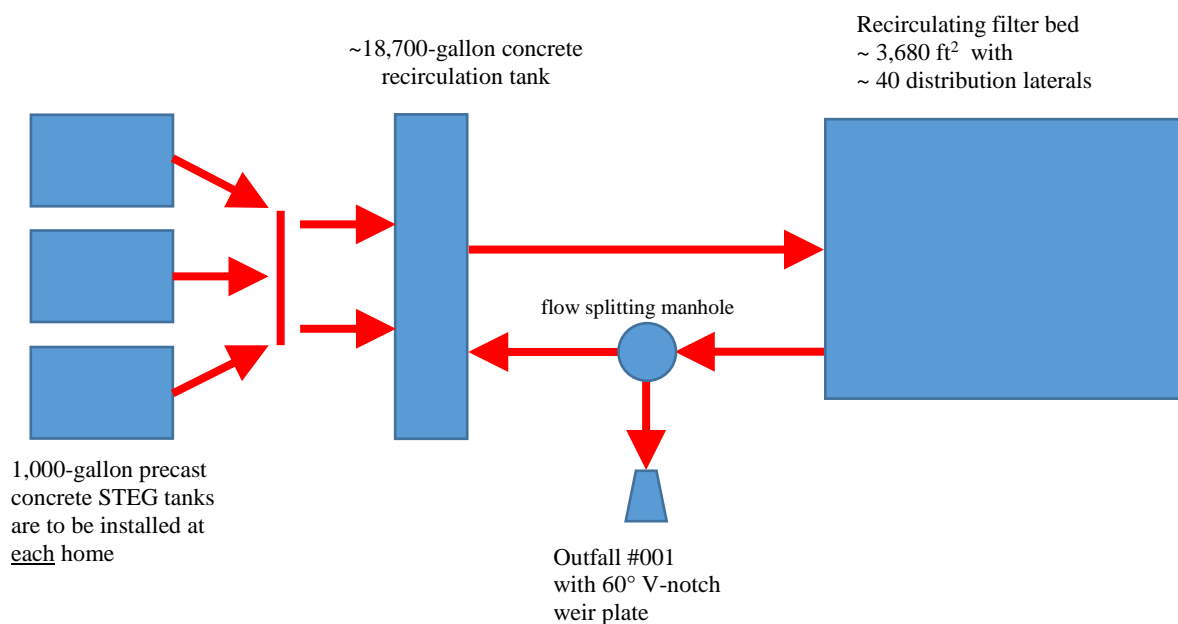 ~18,700-gallon concrete
recirculation tank
Recirculating filter bed
~ 3,680 ft² with
~ 40 distribution laterals
flow splitting manhole
1,000-gallon precast
concrete STEG tanks
are to be installed at
each home
Outfall #001
with 60° V-notch
weir plate